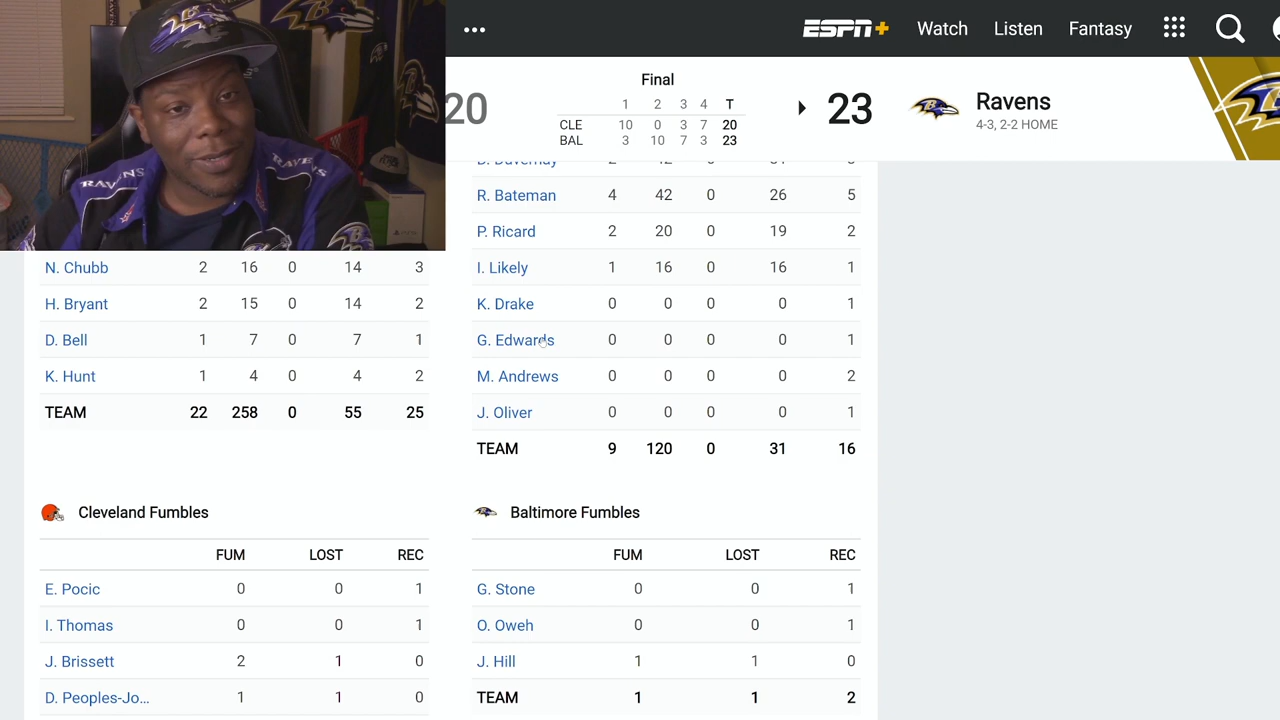 ... ESPN+ Watch Listen Fantasy
20 Final 23 Ravens
4-3, 2-2 HOME
1 2 3 4 T
CLE 10 0 3 7 20
BAL 3 10 7 3 23
RAVENS RAVENS
R. Bateman 4 42 0 26 5
P. Ricard 2 20 0 19 2
N. Chubb 2 16 0 14 3 I. Likely 1 16 0 16 1
H. Bryant 2 15 0 14 2 K. Drake 0 0 0 0 1
D. Bell 1 7 0 7 1 G. Edwards 0 0 0 0 1
K. Hunt 1 4 0 4 2 M. Andrews 0 0 0 0 2
TEAM 22 258 0 55 25 J. Oliver 0 0 0 0 1
TEAM 9 120 0 31 16
Cleveland Fumbles Baltimore Fumbles
FUM LOST REC FUM LOST REC
E. Pocic 0 0 1 G. Stone 0 0 1
I. Thomas 0 0 1 O. Oweh 0 0 1
J. Brissett 2 1 0 J. Hill 1 1 0
D. Peoples-Jo... 1 1 0 TEAM 1 1 2